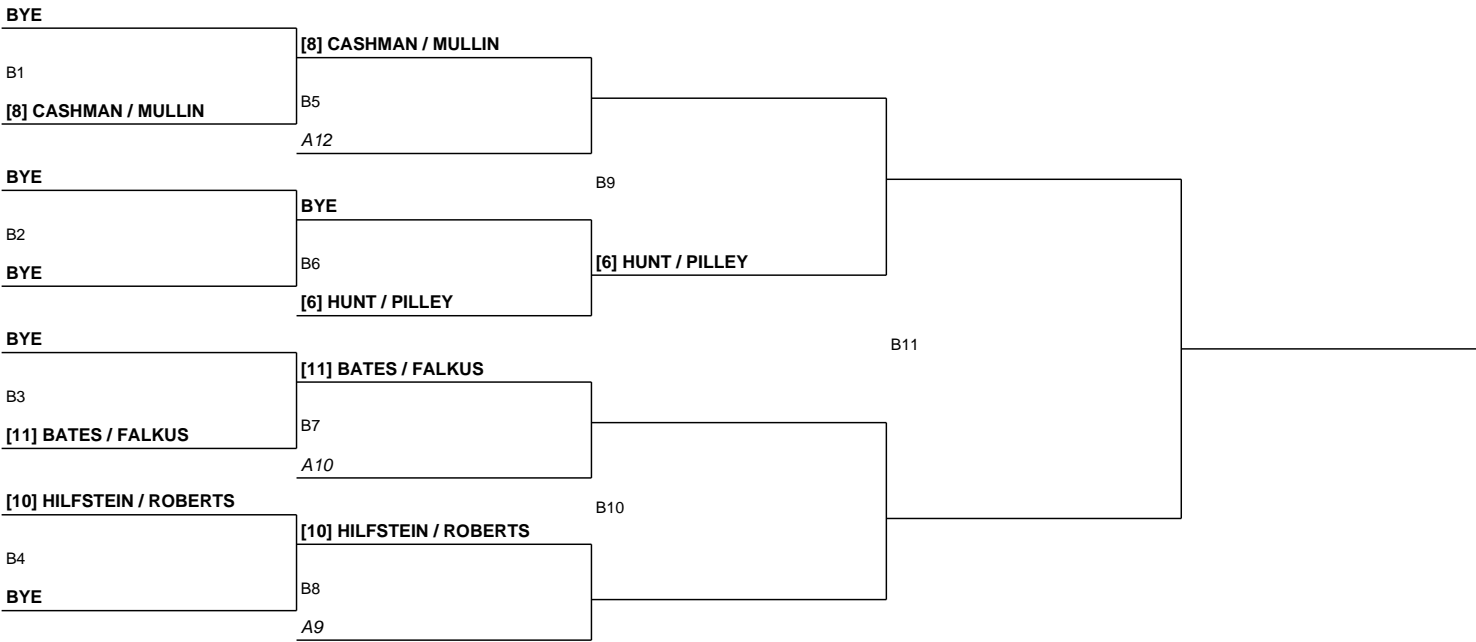 BYE
[8] CASHMAN / MULLIN
B1
[8] CASHMAN / MULLIN
B5
A12
BYE
B9
BYE
B2
BYE
B6
[6] HUNT / PILLEY
[6] HUNT / PILLEY
BYE
B11
[11] BATES / FALKUS
B3
[11] BATES / FALKUS
B7
A10
[10] HILFSTEIN / ROBERTS
B10
[10] HILFSTEIN / ROBERTS
B4
BYE
B8
A9